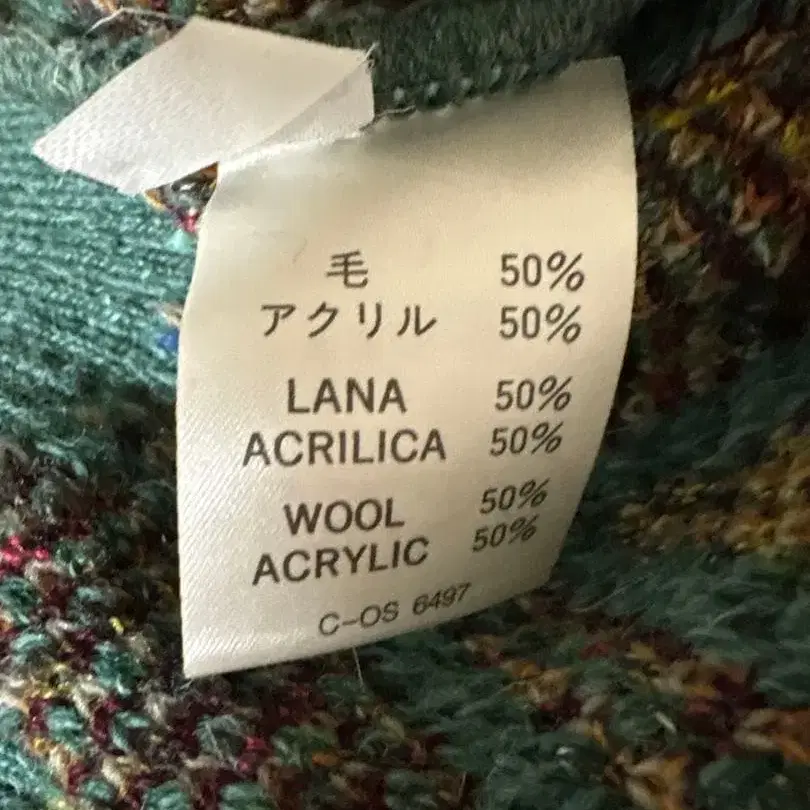 毛 50%
アクリル 50%
LANA 50%
ACRILICA 50%
WOOL 50%
ACRYLIC 50%
C-OS 6497